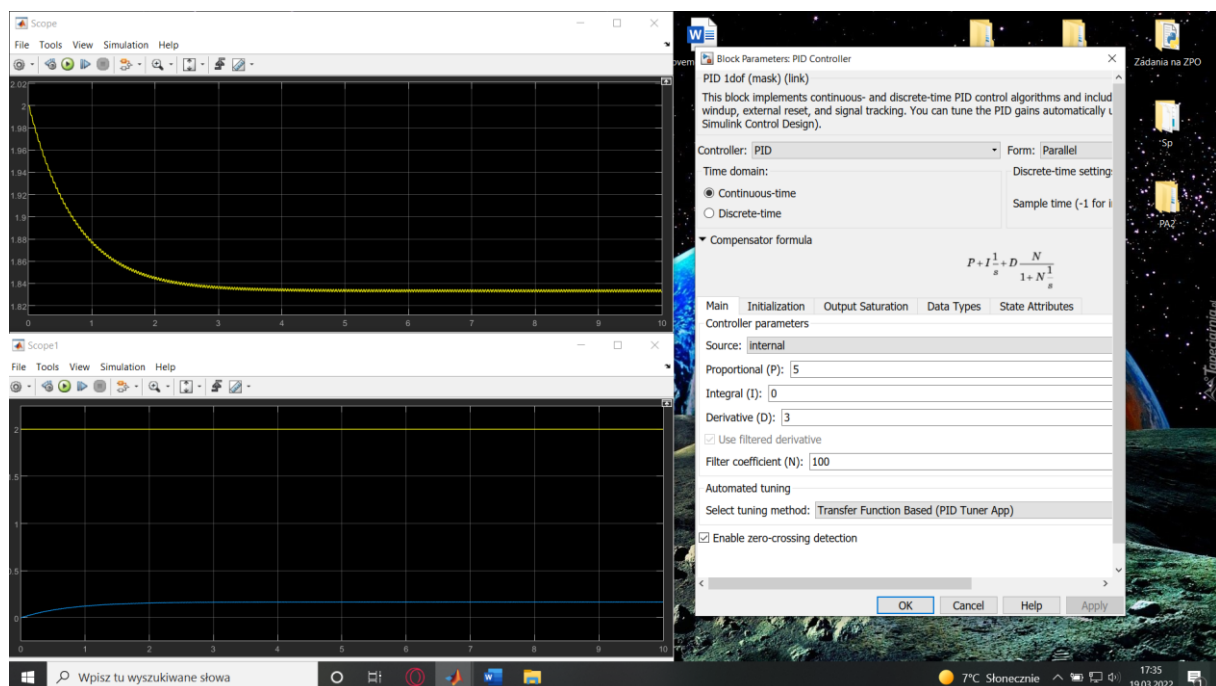 Scope
File Tools View Simulation Help
2.02
2
1.98
1.96
1.94
1.92
1.9
1.88
1.86
1.84
1.82
0 1 2 3 4 5 6 7 8 9 10
Scope1
File Tools View Simulation Help
2
1
0
0 1 2 3 4 5 6 7 8 9 10
Block Parameters: PID Controller
PID 1dof (mask) (link)
This block implements continuous- and discrete-time PID control algorithms and includ
windup, external reset, and signal tracking. You can tune the PID gains automatically
Simulink Control Design).
Controller: PID Form: Parallel
Time domain: Discrete-time setting
Continuous-time
Sample time (-1 for i
Discrete-time
Compensator formula
P + I 1/s + D N/(1 + N 1/s)
Main Initialization Output Saturation Data Types State Attributes
Controller parameters
Source: internal
Proportional (P): 5
Integral (I): 0
Derivative (D): 3
Use filtered derivative
Filter coefficient (N): 100
Automated tuning
Select tuning method: Transfer Function Based (PID Tuner App)
Enable zero-crossing detection
OK Cancel Help Apply
Zadania na ZPO
Sp
PAZ
Tapeciarnia.pl
Wpisz tu wyszukiwane słowa
7°C Słonecznie
17:35
19.03.2022